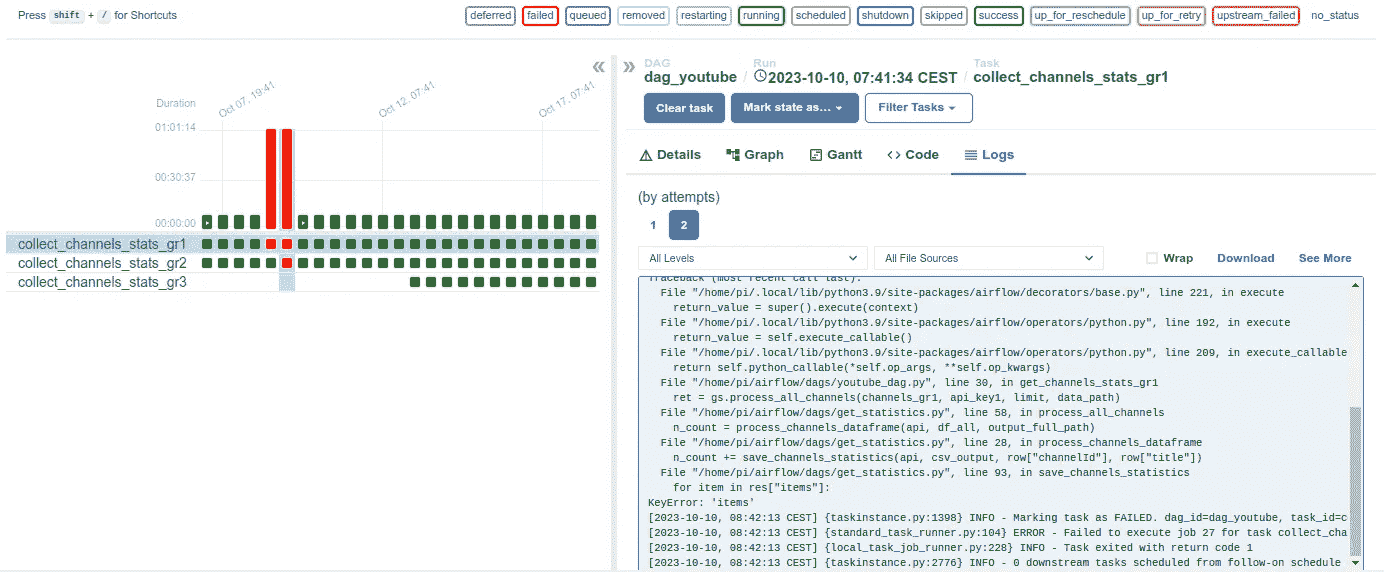 Press shift + / for Shortcuts
deferred failed queued removed restarting running scheduled shutdown skipped success up_for_reschedule up_for_retry upstream_failed no_status
« »
DAG Run Task
dag_youtube / 2023-10-10, 07:41:34 CEST / collect_channels_stats_gr1
Clear task Mark state as... Filter Tasks
Details Graph Gantt Code Logs
(by attempts)
1 2
All Levels All File Sources Wrap Download See More
Oct 07, 19:41 Oct 12, 07:41 Oct 17, 07:41
Duration
01:01:14
00:30:37
00:00:00
collect_channels_stats_gr1
collect_channels_stats_gr2
collect_channels_stats_gr3
Traceback (most recent call last):
File "/home/pi/.local/lib/python3.9/site-packages/airflow/decorators/base.py", line 221, in execute
return_value = super().execute(context)
File "/home/pi/.local/lib/python3.9/site-packages/airflow/operators/python.py", line 192, in execute
return_value = self.execute_callable()
File "/home/pi/.local/lib/python3.9/site-packages/airflow/operators/python.py", line 209, in execute_callable
return self.python_callable(*self.op_args, **self.op_kwargs)
File "/home/pi/airflow/dags/youtube_dag.py", line 30, in get_channels_stats_gr1
ret = gs.process_all_channels(channels_gr1, api_key1, limit, data_path)
File "/home/pi/airflow/dags/get_statistics.py", line 58, in process_all_channels
n_count = process_channels_dataframe(api, df_all, output_full_path)
File "/home/pi/airflow/dags/get_statistics.py", line 28, in process_channels_dataframe
n_count += save_channels_statistics(api, csv_output, row["channelId"], row["title"])
File "/home/pi/airflow/dags/get_statistics.py", line 93, in save_channels_statistics
for item in res["items"]:
KeyError: 'items'
[2023-10-10, 08:42:13 CEST] {taskinstance.py:1398} INFO - Marking task as FAILED. dag_id=dag_youtube, task_id=c
[2023-10-10, 08:42:13 CEST] {standard_task_runner.py:104} ERROR - Failed to execute job 27 for task collect_cha
[2023-10-10, 08:42:13 CEST] {local_task_job_runner.py:228} INFO - Task exited with return code 1
[2023-10-10, 08:42:13 CEST] {taskinstance.py:2776} INFO - 0 downstream tasks scheduled from follow-on schedule